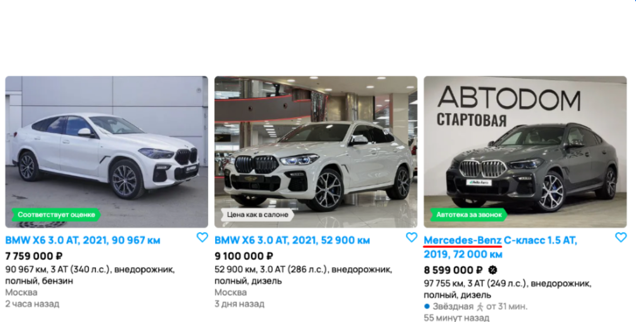 АВТОDОМ
СТАРТОВАЯ
Соответствует оценке
Цена как в салоне
Автотека за звонок
BMW X6 3.0 AT, 2021, 90 967 км
7 759 000 ₽
90 967 км, 3 AT (340 л.с.), внедорожник,
полный, бензин
Москва
2 часа назад
BMW X6 3.0 AT, 2021, 52 900 км
9 100 000 ₽
52 900 км, 3.0 AT (286 л.с.), внедорожник,
полный, дизель
Москва
3 дня назад
Mercedes-Benz C-класс 1.5 AT,
2019, 72 000 км
8 599 000 ₽
97 755 км, 3 AT (249 л.с.), внедорожник,
полный, дизель
Звёздная от 31 мин.
55 минут назад